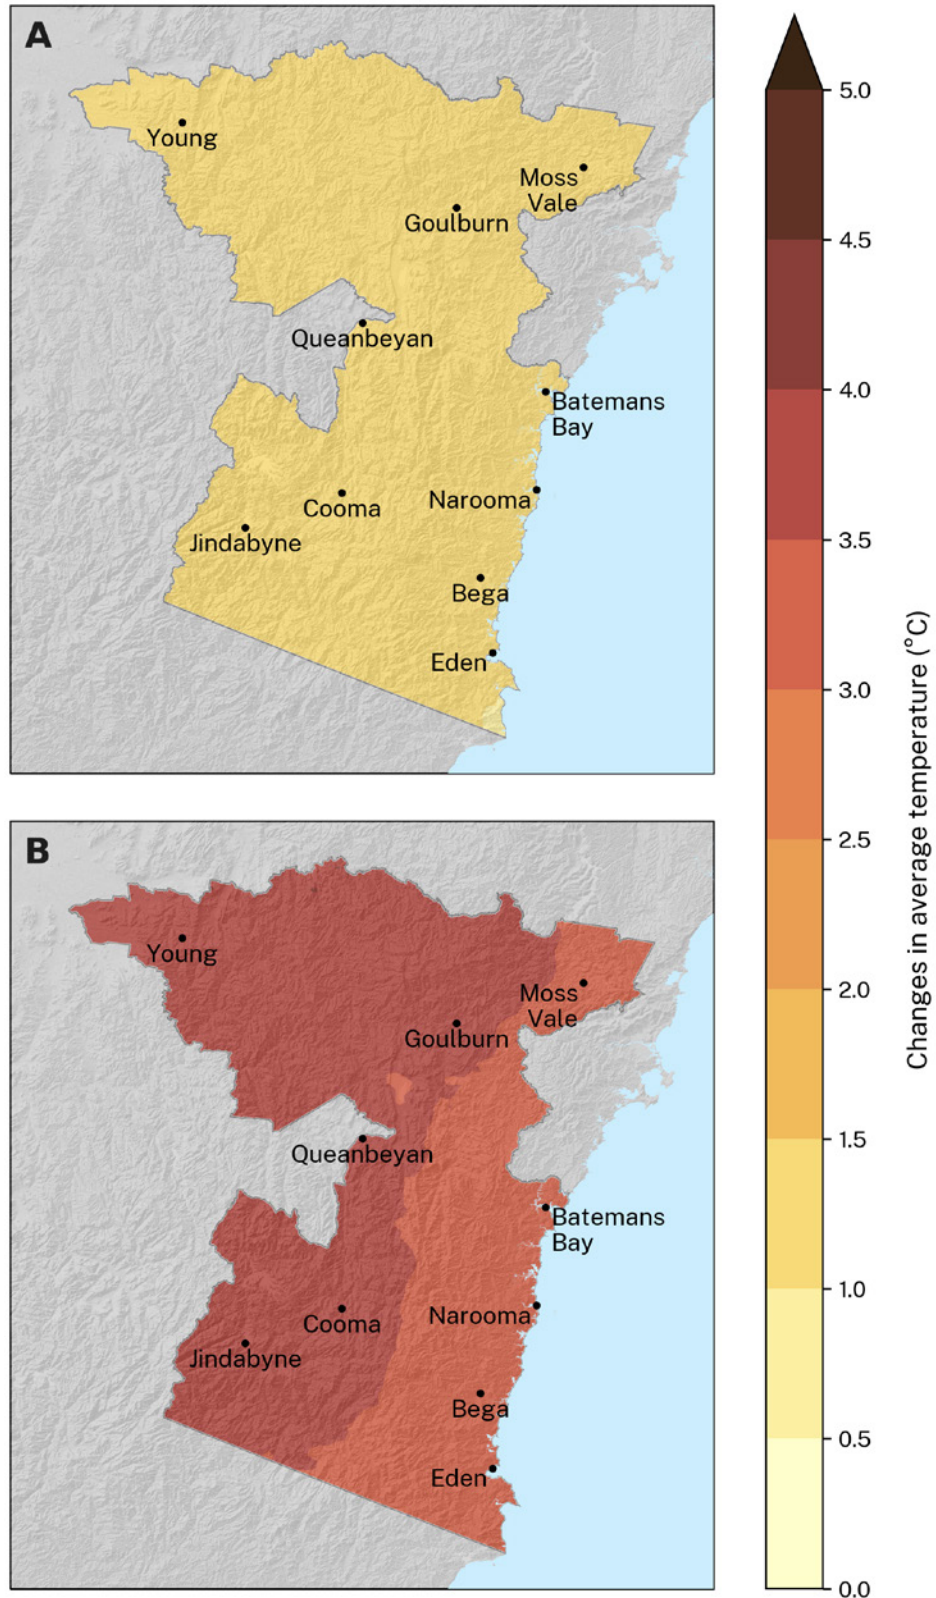 A
Young
Moss
Vale
Goulburn
Queanbeyan
Batemans
Bay
Narooma
Cooma
Jindabyne
Bega
Eden
B
Young
Moss
Vale
Goulburn
Queanbeyan
Batemans
Bay
Narooma
Cooma
Jindabyne
Bega
Eden
5.0
4.5
4.0
3.5
3.0
2.5
2.0
1.5
1.0
0.5
0.0
Changes in average temperature (°C)